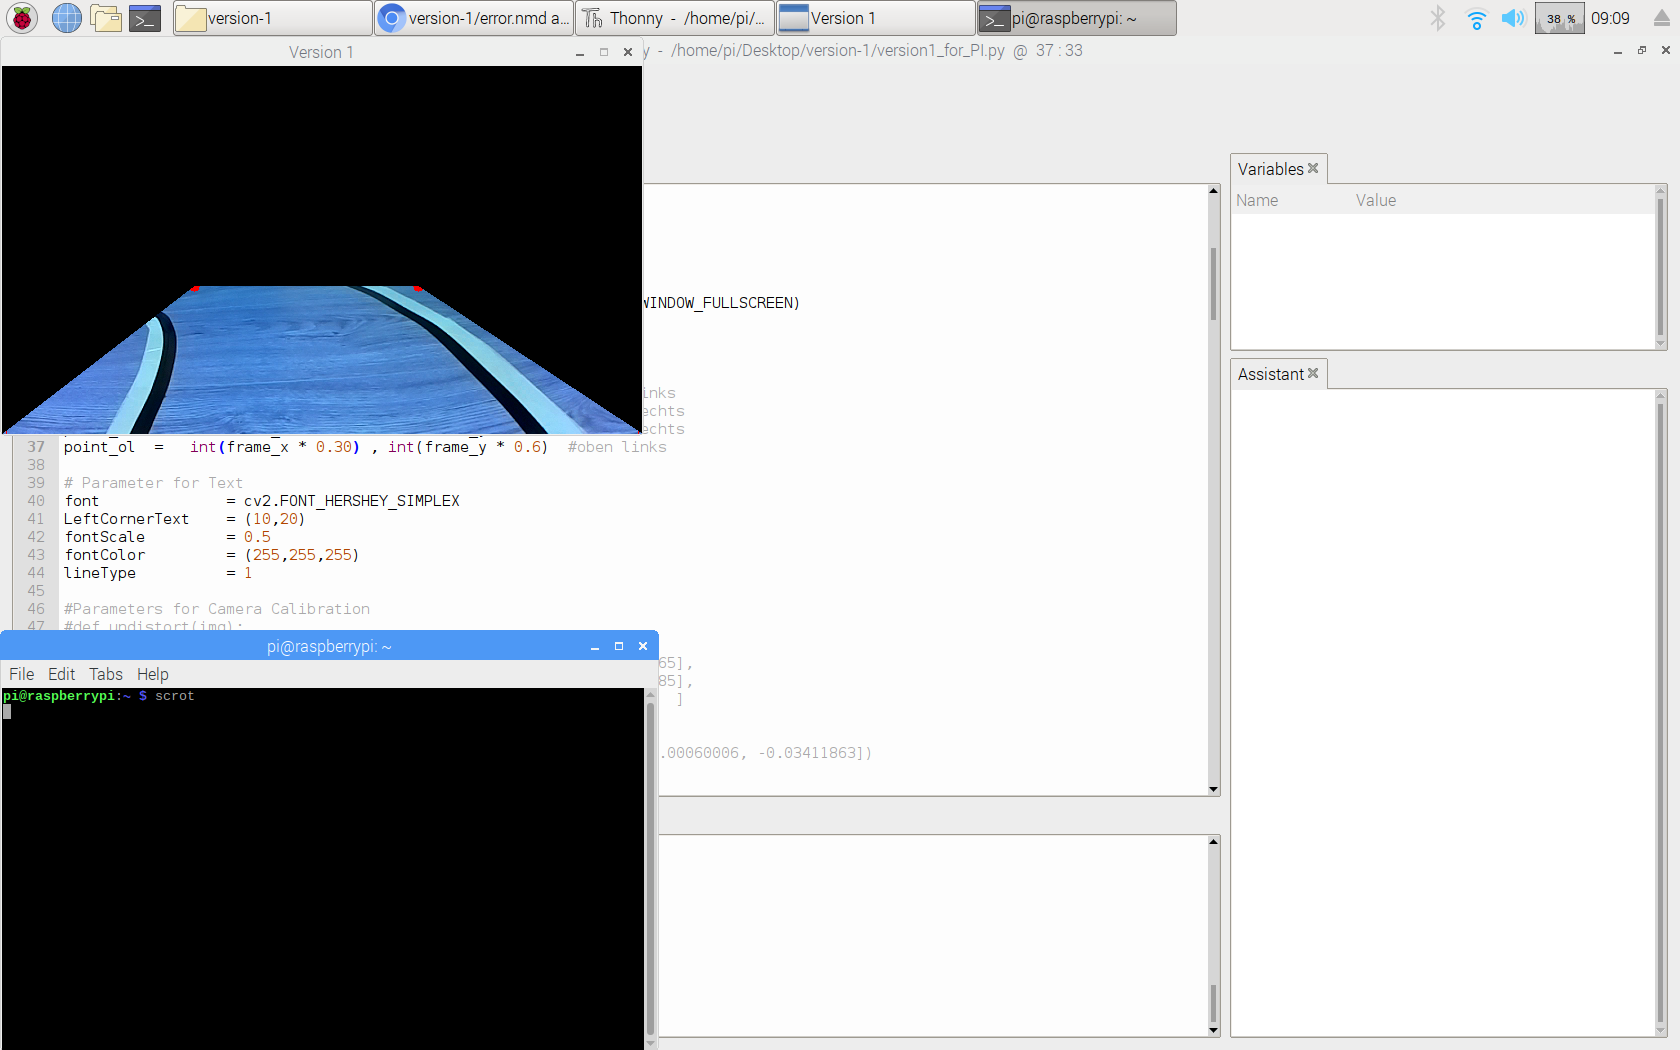 version-1
version-1/error.nmd a...
Thonny - /home/pi/...
Version 1
pi@raspberrypi: ~
38 %
09:09
Version 1
y - /home/pi/Desktop/version-1/version1_for_PI.py @ 37 : 33
WINDOW_FULLSCREEN)
inks
echts
echts
37 point_ol = int(frame_x * 0.30) , int(frame_y * 0.6) #oben links
38
39 # Parameter for Text
40 font = cv2.FONT_HERSHEY_SIMPLEX
41 LeftCornerText = (10,20)
42 fontScale = 0.5
43 fontColor = (255,255,255)
44 lineType = 1
45
46 #Parameters for Camera Calibration
47 #def undistort(img):
65],
85],
]
.00060006, -0.03411863])
pi@raspberrypi: ~
File Edit Tabs Help
pi@raspberrypi:~ $ scrot
Variables
Name Value
Assistant